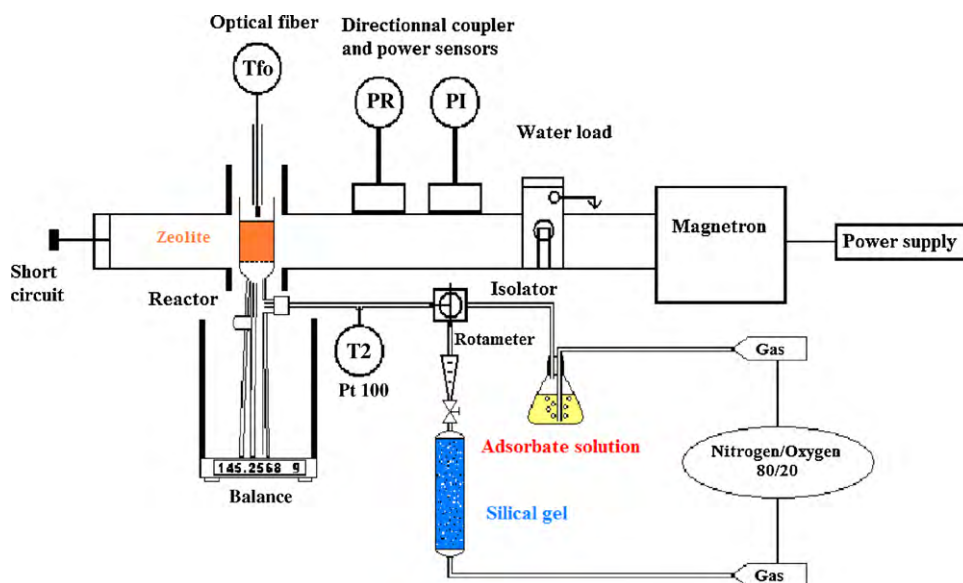 Optical fiber
Directionnal coupler
and power sensors
Tfo
PR
PI
Water load
Zeolite
Magnetron
Power supply
Short
circuit
Reactor
Isolator
Rotameter
T2
Pt 100
Gas
Adsorbate solution
Nitrogen/Oxygen
80/20
145.2568 g
Balance
Silical gel
Gas